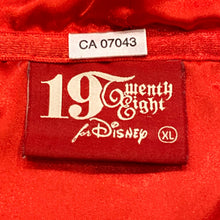 CA 07043
19 Twenty
Eight
for Disney
XL